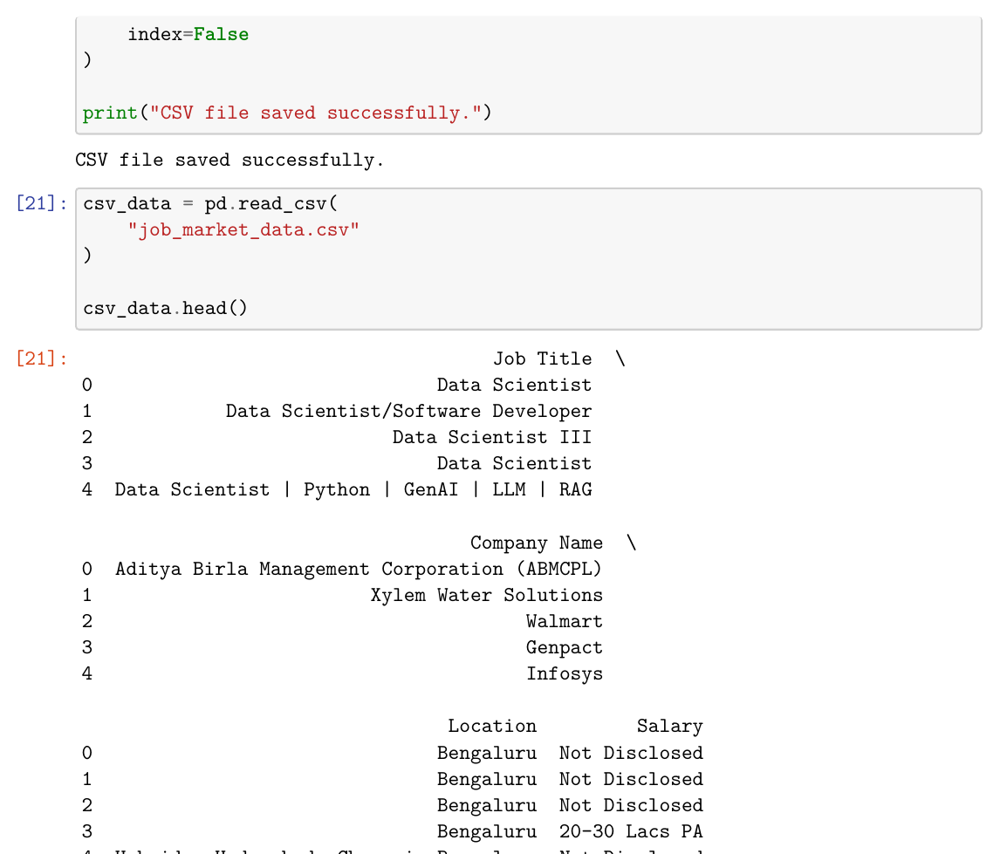 index=False
)
print("CSV file saved successfully.")
CSV file saved successfully.
[21]: csv_data = pd.read_csv(
    "job_market_data.csv"
)
csv_data.head()
[21]: Job Title \
0 Data Scientist
1 Data Scientist/Software Developer
2 Data Scientist III
3 Data Scientist
4 Data Scientist | Python | GenAI | LLM | RAG
Company Name \
0 Aditya Birla Management Corporation (ABMCPL)
1 Xylem Water Solutions
2 Walmart
3 Genpact
4 Infosys
Location Salary
0 Bengaluru Not Disclosed
1 Bengaluru Not Disclosed
2 Bengaluru Not Disclosed
3 Bengaluru 20-30 Lacs PA